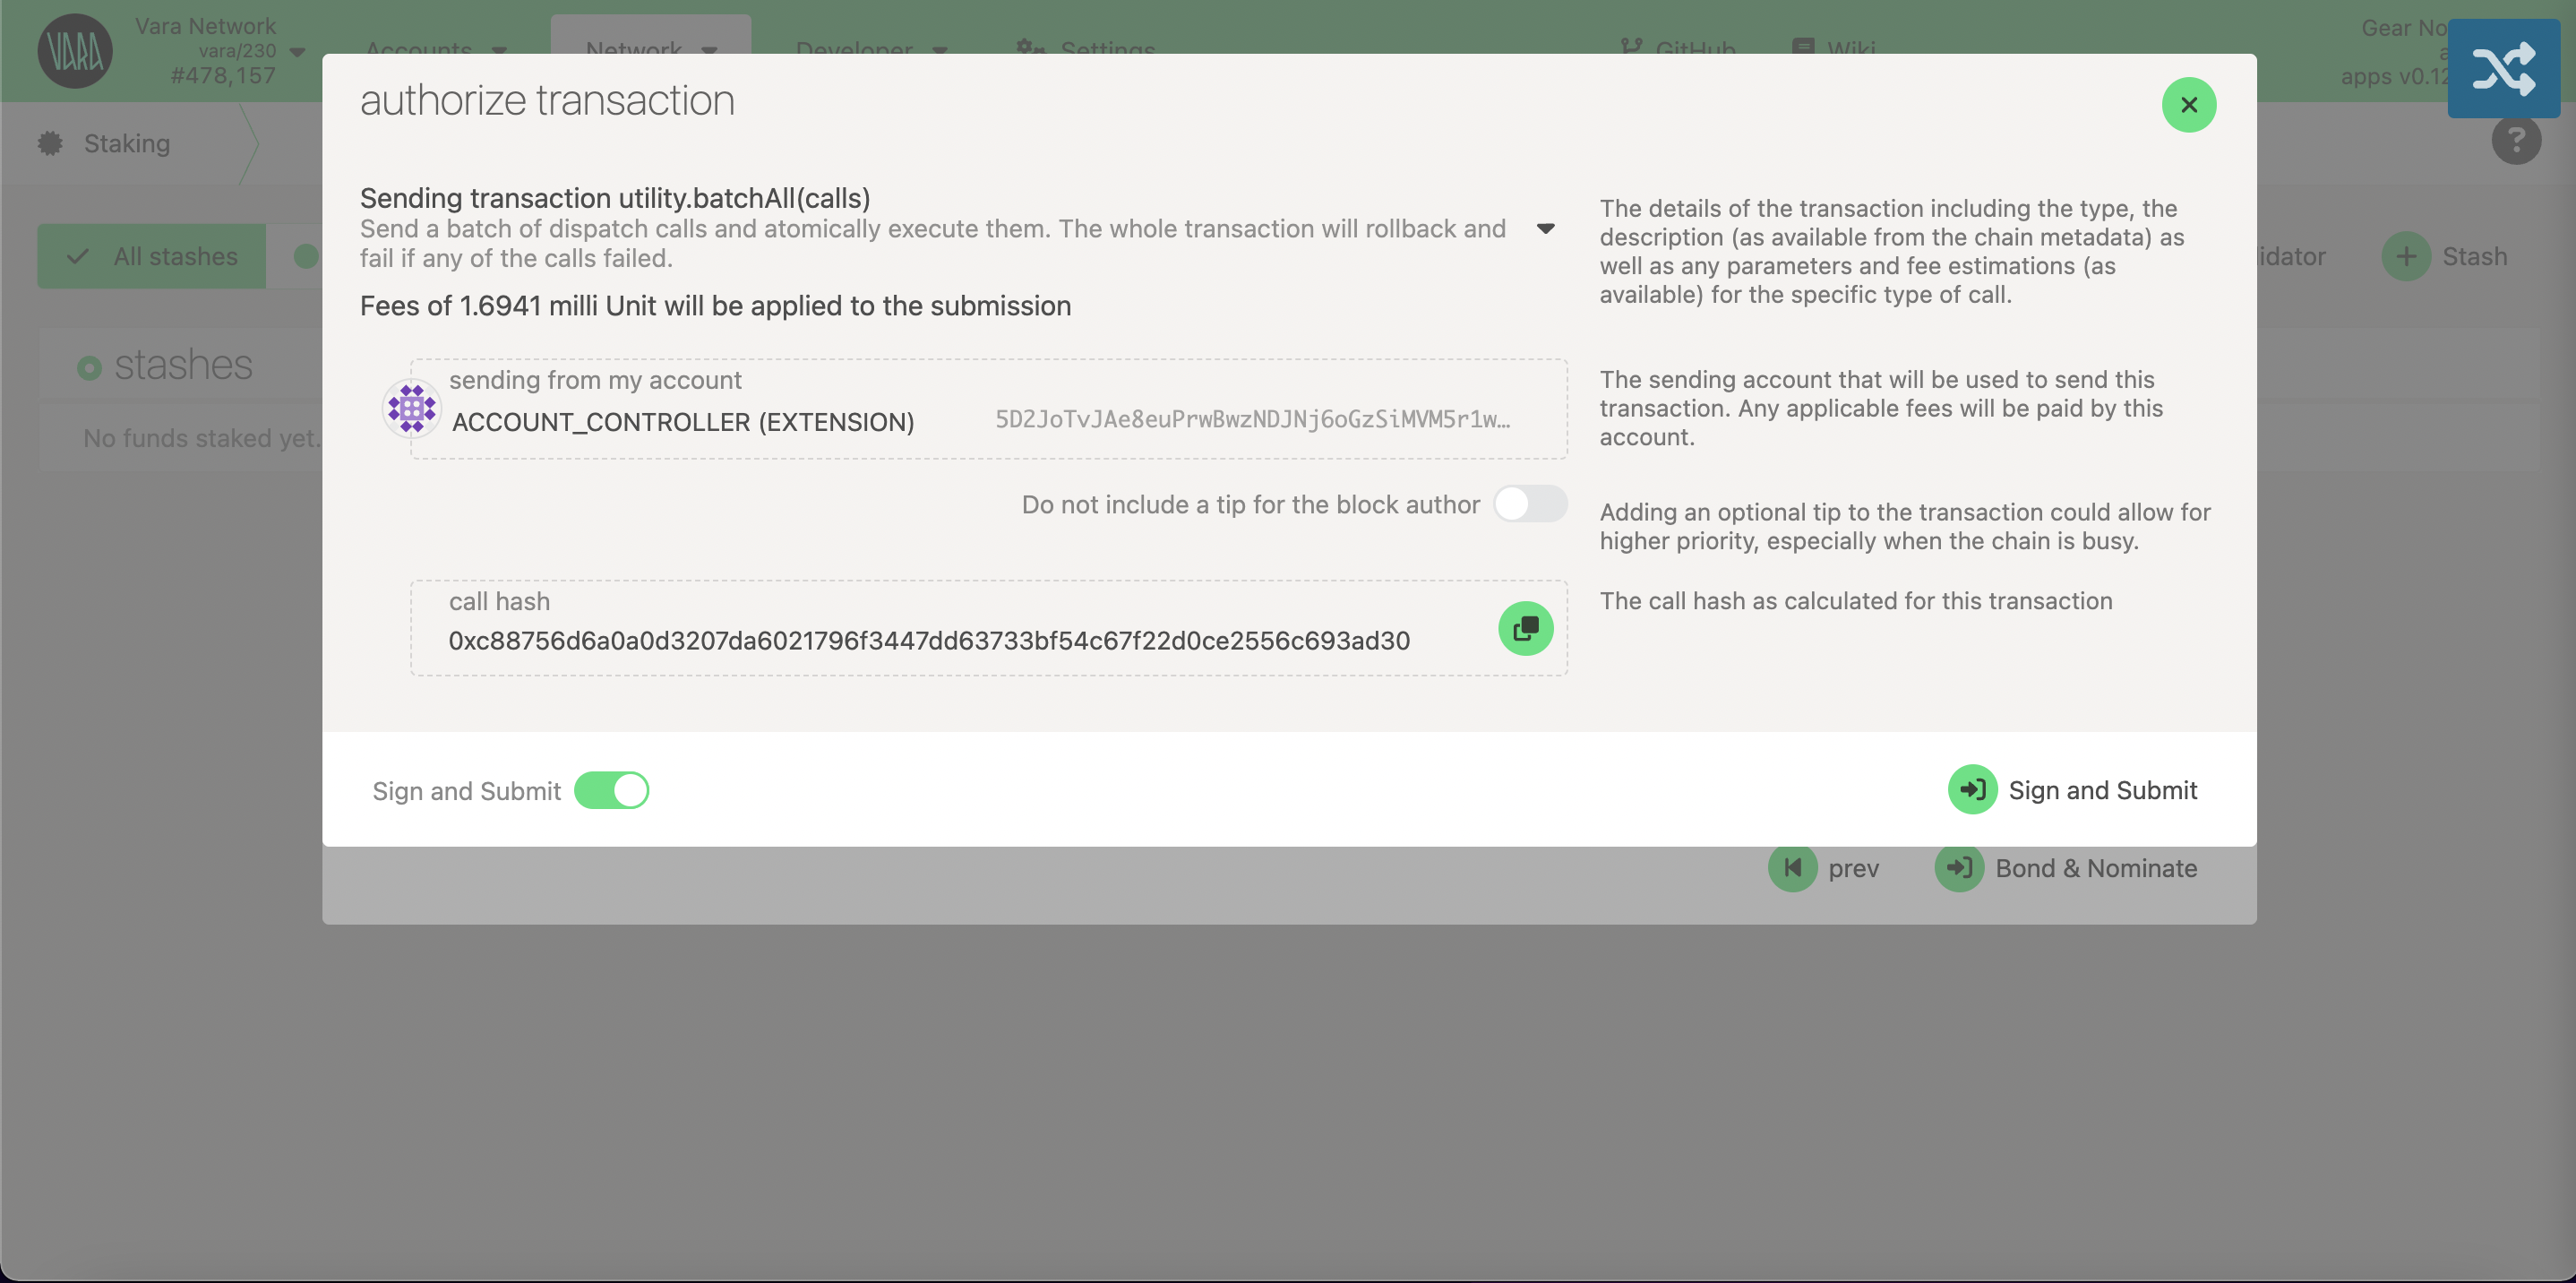 VARA
Vara Network
vara/230
#478,157
Accounts
Network
Developer
Settings
GitHub
Wiki
Gear No
apps v0.12
Staking
authorize transaction
All stashes
Sending transaction utility.batchAll(calls)
Send a batch of dispatch calls and atomically execute them. The whole transaction will rollback and
fail if any of the calls failed.
Fees of 1.6941 milli Unit will be applied to the submission
The details of the transaction including the type, the
description (as available from the chain metadata) as
well as any parameters and fee estimations (as
available) for the specific type of call.
idator
Stash
stashes
No funds staked yet.
sending from my account
ACCOUNT_CONTROLLER (EXTENSION)
5D2JoTvJAe8euPrwBwzNDJNj6oGzSiMVM5r1w…
The sending account that will be used to send this
transaction. Any applicable fees will be paid by this
account.
Do not include a tip for the block author
Adding an optional tip to the transaction could allow for
higher priority, especially when the chain is busy.
call hash
0xc88756d6a0a0d3207da6021796f3447dd63733bf54c67f22d0ce2556c693ad30
The call hash as calculated for this transaction
Sign and Submit
Sign and Submit
prev
Bond & Nominate